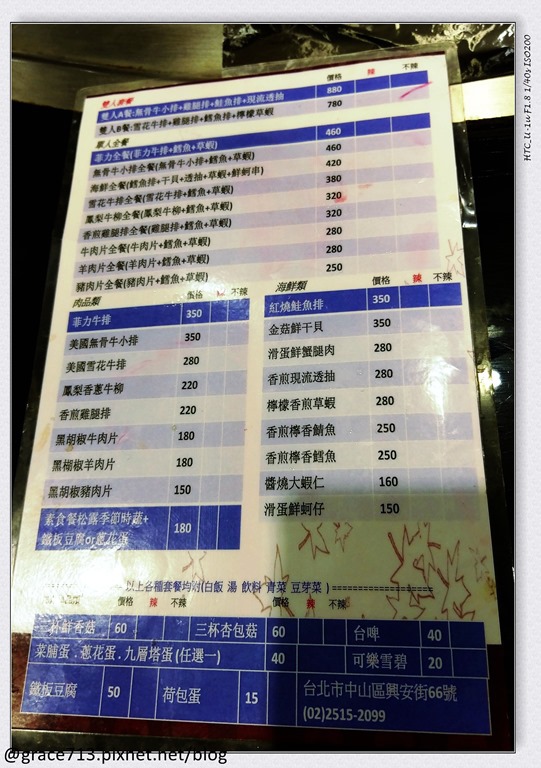 HTC_U-1u F1.8 1/40s ISO200
雙人套餐 價格 辣 不辣
雙人A餐:無骨牛小排+雞腿排+鮭魚排+現流透抽 880
雙人B餐:雪花牛排+雞腿排+鱈魚排+檸檬草蝦 780
單人全餐
菲力全餐(菲力牛排+鱈魚+草蝦) 460
無骨牛小排全餐(無骨牛小排+鱈魚+草蝦) 460
海鮮全餐(鱈魚排+干貝+透抽+草蝦+鮮蚵串) 420
雪花牛排全餐(雪花牛排+鱈魚+草蝦) 380
鳳梨牛柳全餐(鳳梨牛柳+鱈魚+草蝦) 320
香煎雞腿排全餐(雞腿排+鱈魚+草蝦) 320
牛肉片全餐(牛肉片+鱈魚+草蝦) 280
羊肉片全餐(羊肉片+鱈魚+草蝦) 280
豬肉片全餐(豬肉片+鱈魚+草蝦) 250
肉品類 價格 辣 不辣
菲力牛排 350
美國無骨牛小排 350
美國雪花牛排 280
鳳梨香蔥牛柳 220
香煎雞腿排 220
黑胡椒牛肉片 180
黑楜椒羊肉片 180
黑胡椒豬肉片 150
素食餐松露季節時蔬+
鐵板豆腐or蔥花蛋 180
海鮮類 價格 辣 不辣
紅燒鮭魚排 350
金菇鮮干貝 350
滑蛋鮮蟹腿肉 280
香煎現流透抽 280
檸檬香煎草蝦 280
香煎檸香鯖魚 250
香煎檸香鱈魚 250
醬燒大蝦仁 160
滑蛋鮮蚵仔 150
以上各種套餐均附(白飯 湯 飲料 青菜 豆芽菜 )
價格 辣 不辣 價格 辣 不辣
三杯鮮香菇 60 三杯杏包菇 60 台啤 40
菜脯蛋.蔥花蛋.九層塔蛋(任選一) 40 可樂雪碧 20
鐵板豆腐 50 荷包蛋 15 台北市中山區興安街66號
(02)2515-2099
@grace713.pixnet.net/blog